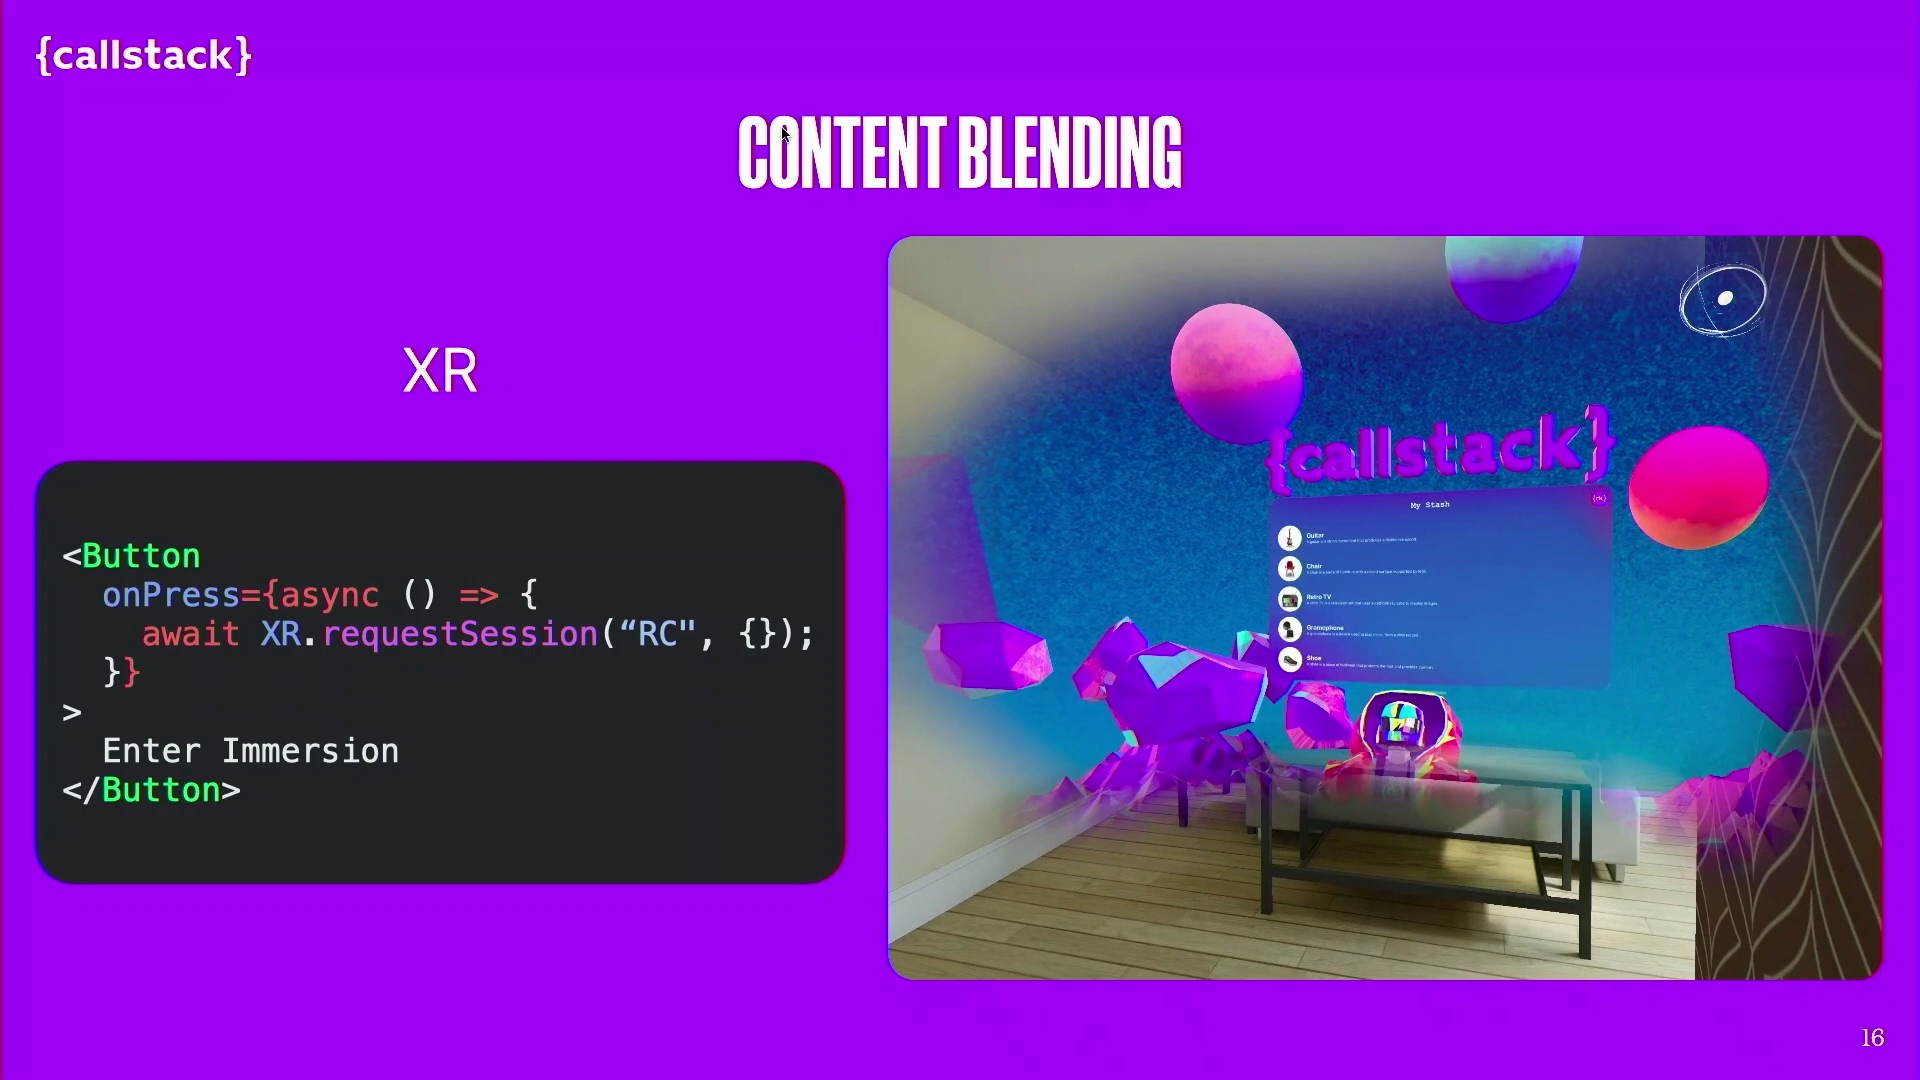 {callstack}
CONTENT BLENDING
XR
<Button
onPress={async () => {
await XR.requestSession(“RC", {});
}}
>
Enter Immersion
</Button>
{callstack}
My Stash
Guitar
Chair
Retro TV
Gramophone
Shoe
16